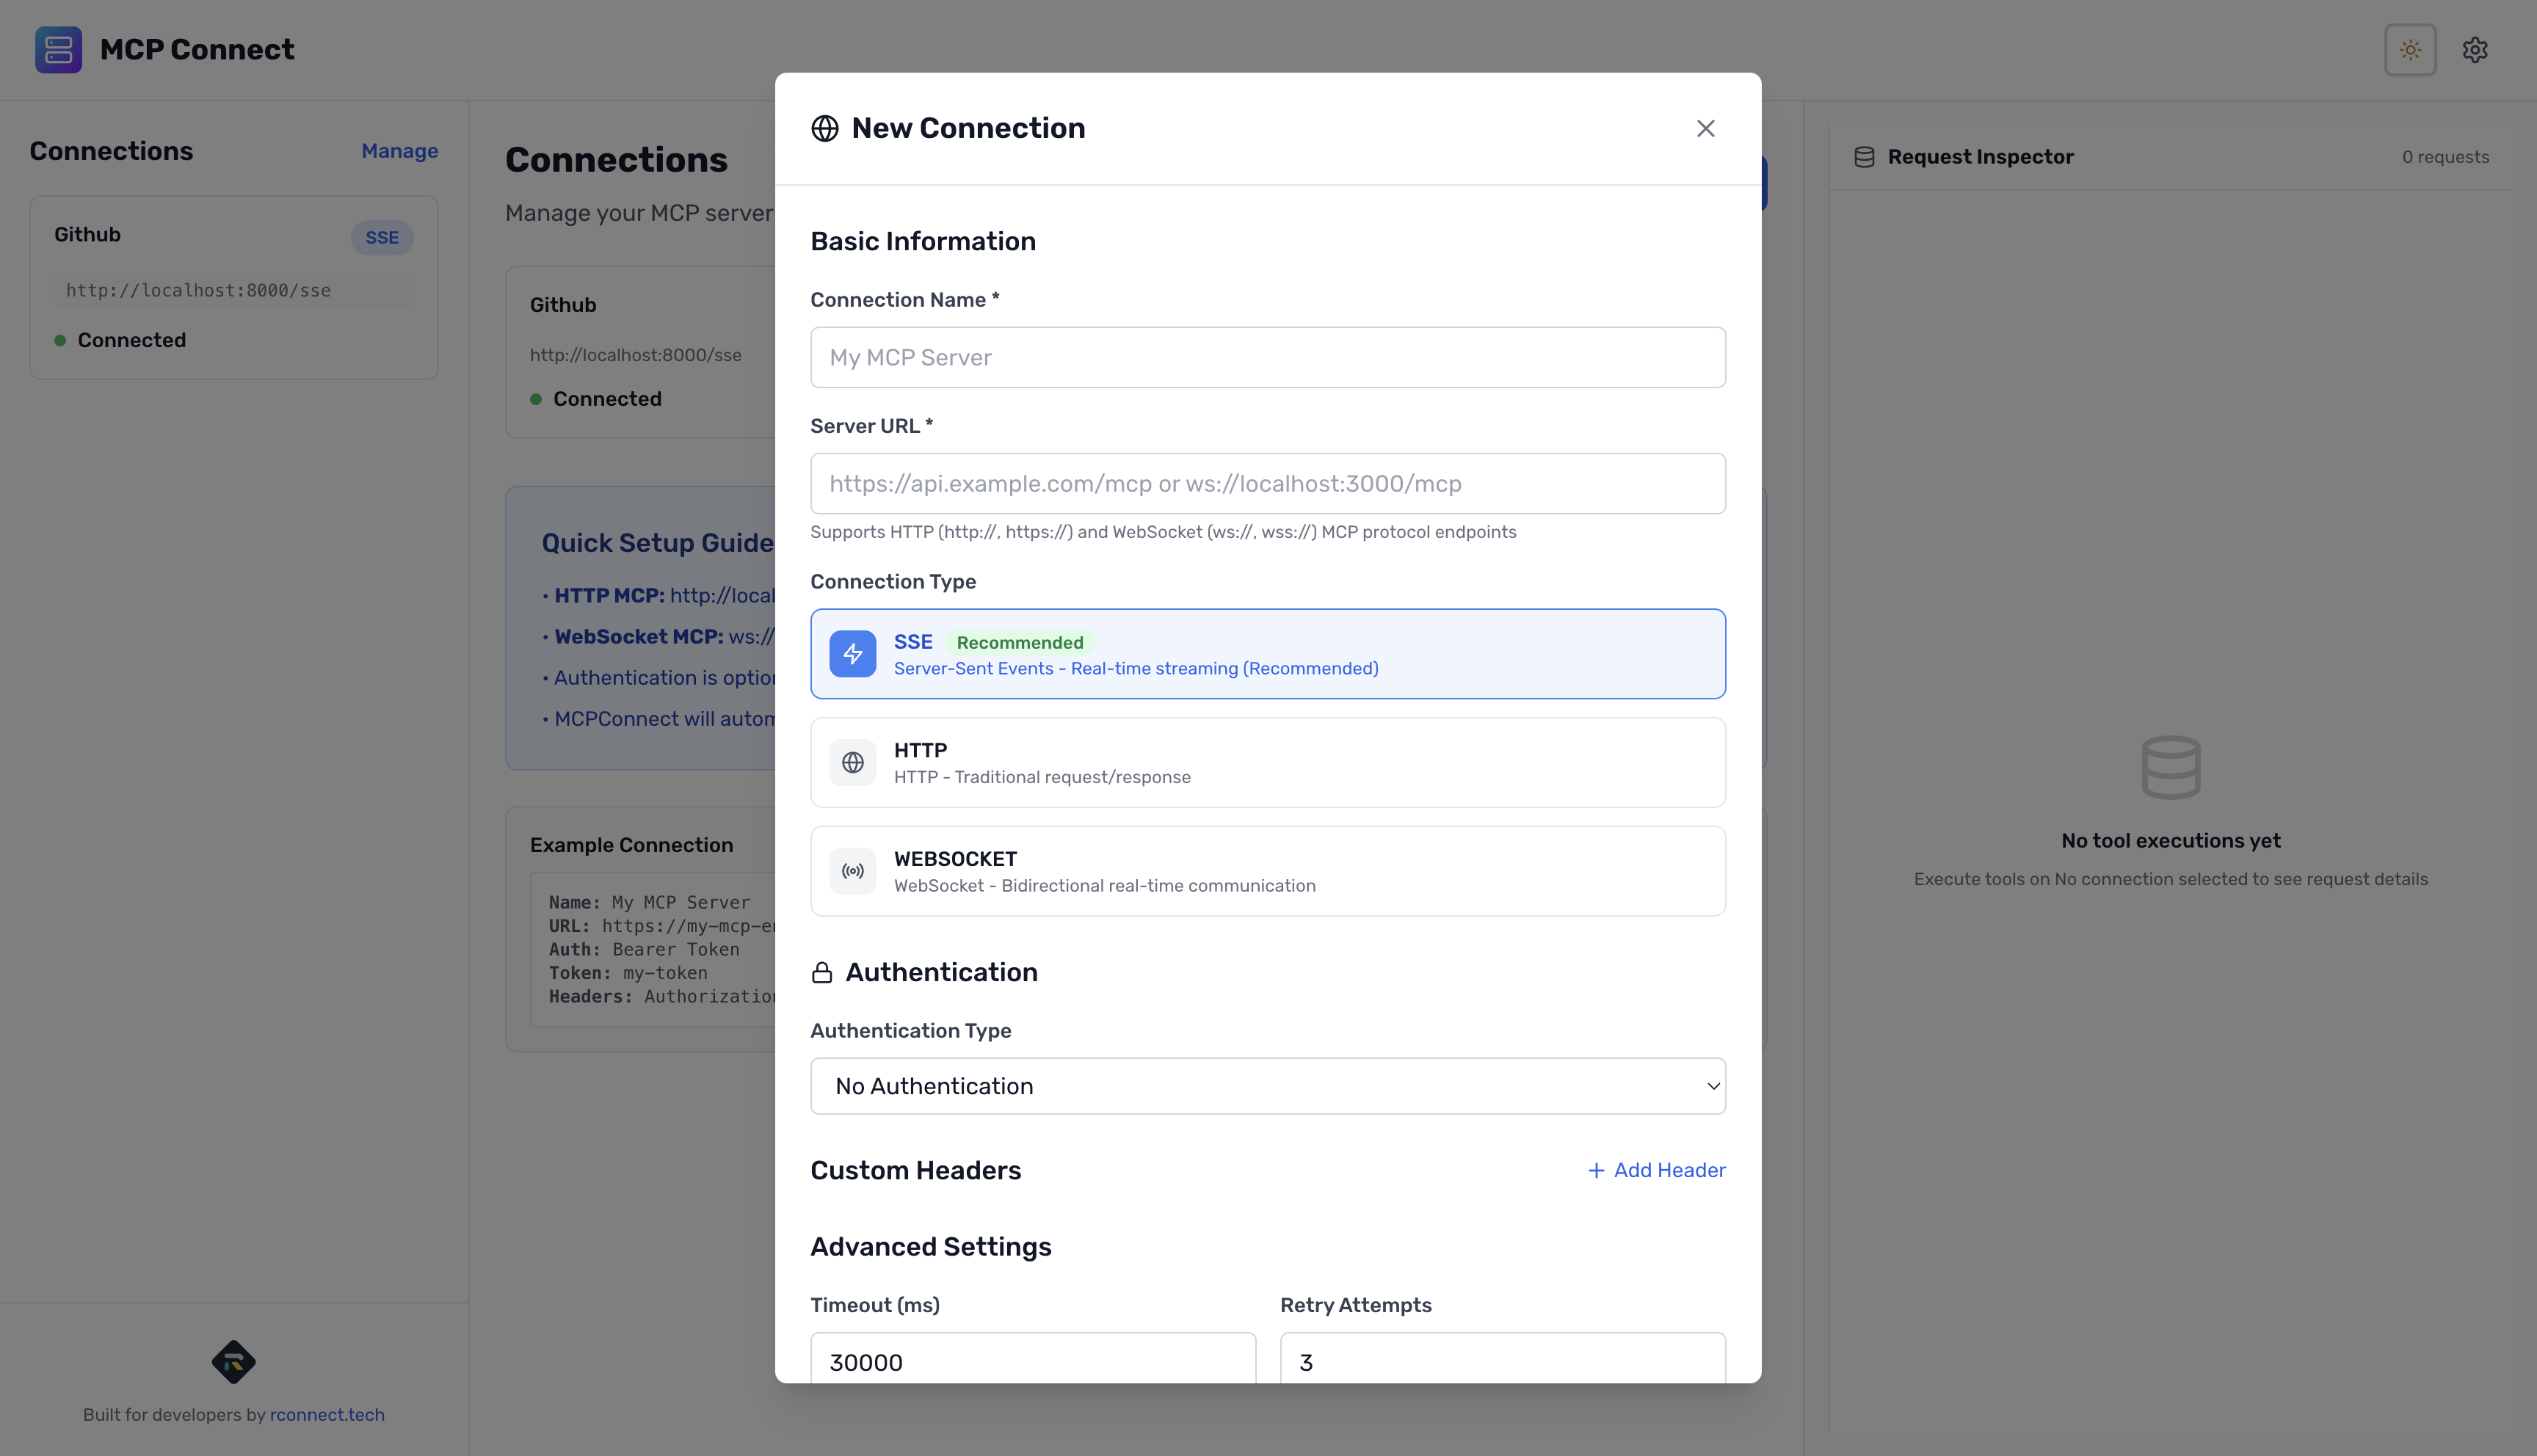 MCP Connect
Connections
Manage
Github
SSE
http://localhost:8000/sse
Connected
Connections
Manage your MCP server
Github
http://localhost:8000/sse
Connected
Quick Setup Guide
• HTTP MCP: http://local
• WebSocket MCP: ws://
• Authentication is option
• MCPConnect will autom
Example Connection
Name: My MCP Server
URL: https://my-mcp-e
Auth: Bearer Token
Token: my-token
Headers: Authorization
New Connection
Basic Information
Connection Name *
My MCP Server
Server URL *
https://api.example.com/mcp or ws://localhost:3000/mcp
Supports HTTP (http://, https://) and WebSocket (ws://, wss://) MCP protocol endpoints
Connection Type
SSE Recommended
Server-Sent Events - Real-time streaming (Recommended)
HTTP
HTTP - Traditional request/response
WEBSOCKET
WebSocket - Bidirectional real-time communication
Authentication
Authentication Type
No Authentication
Custom Headers
+ Add Header
Advanced Settings
Timeout (ms)
Retry Attempts
30000
3
Request Inspector
0 requests
No tool executions yet
Execute tools on No connection selected to see request details
Built for developers by rconnect.tech